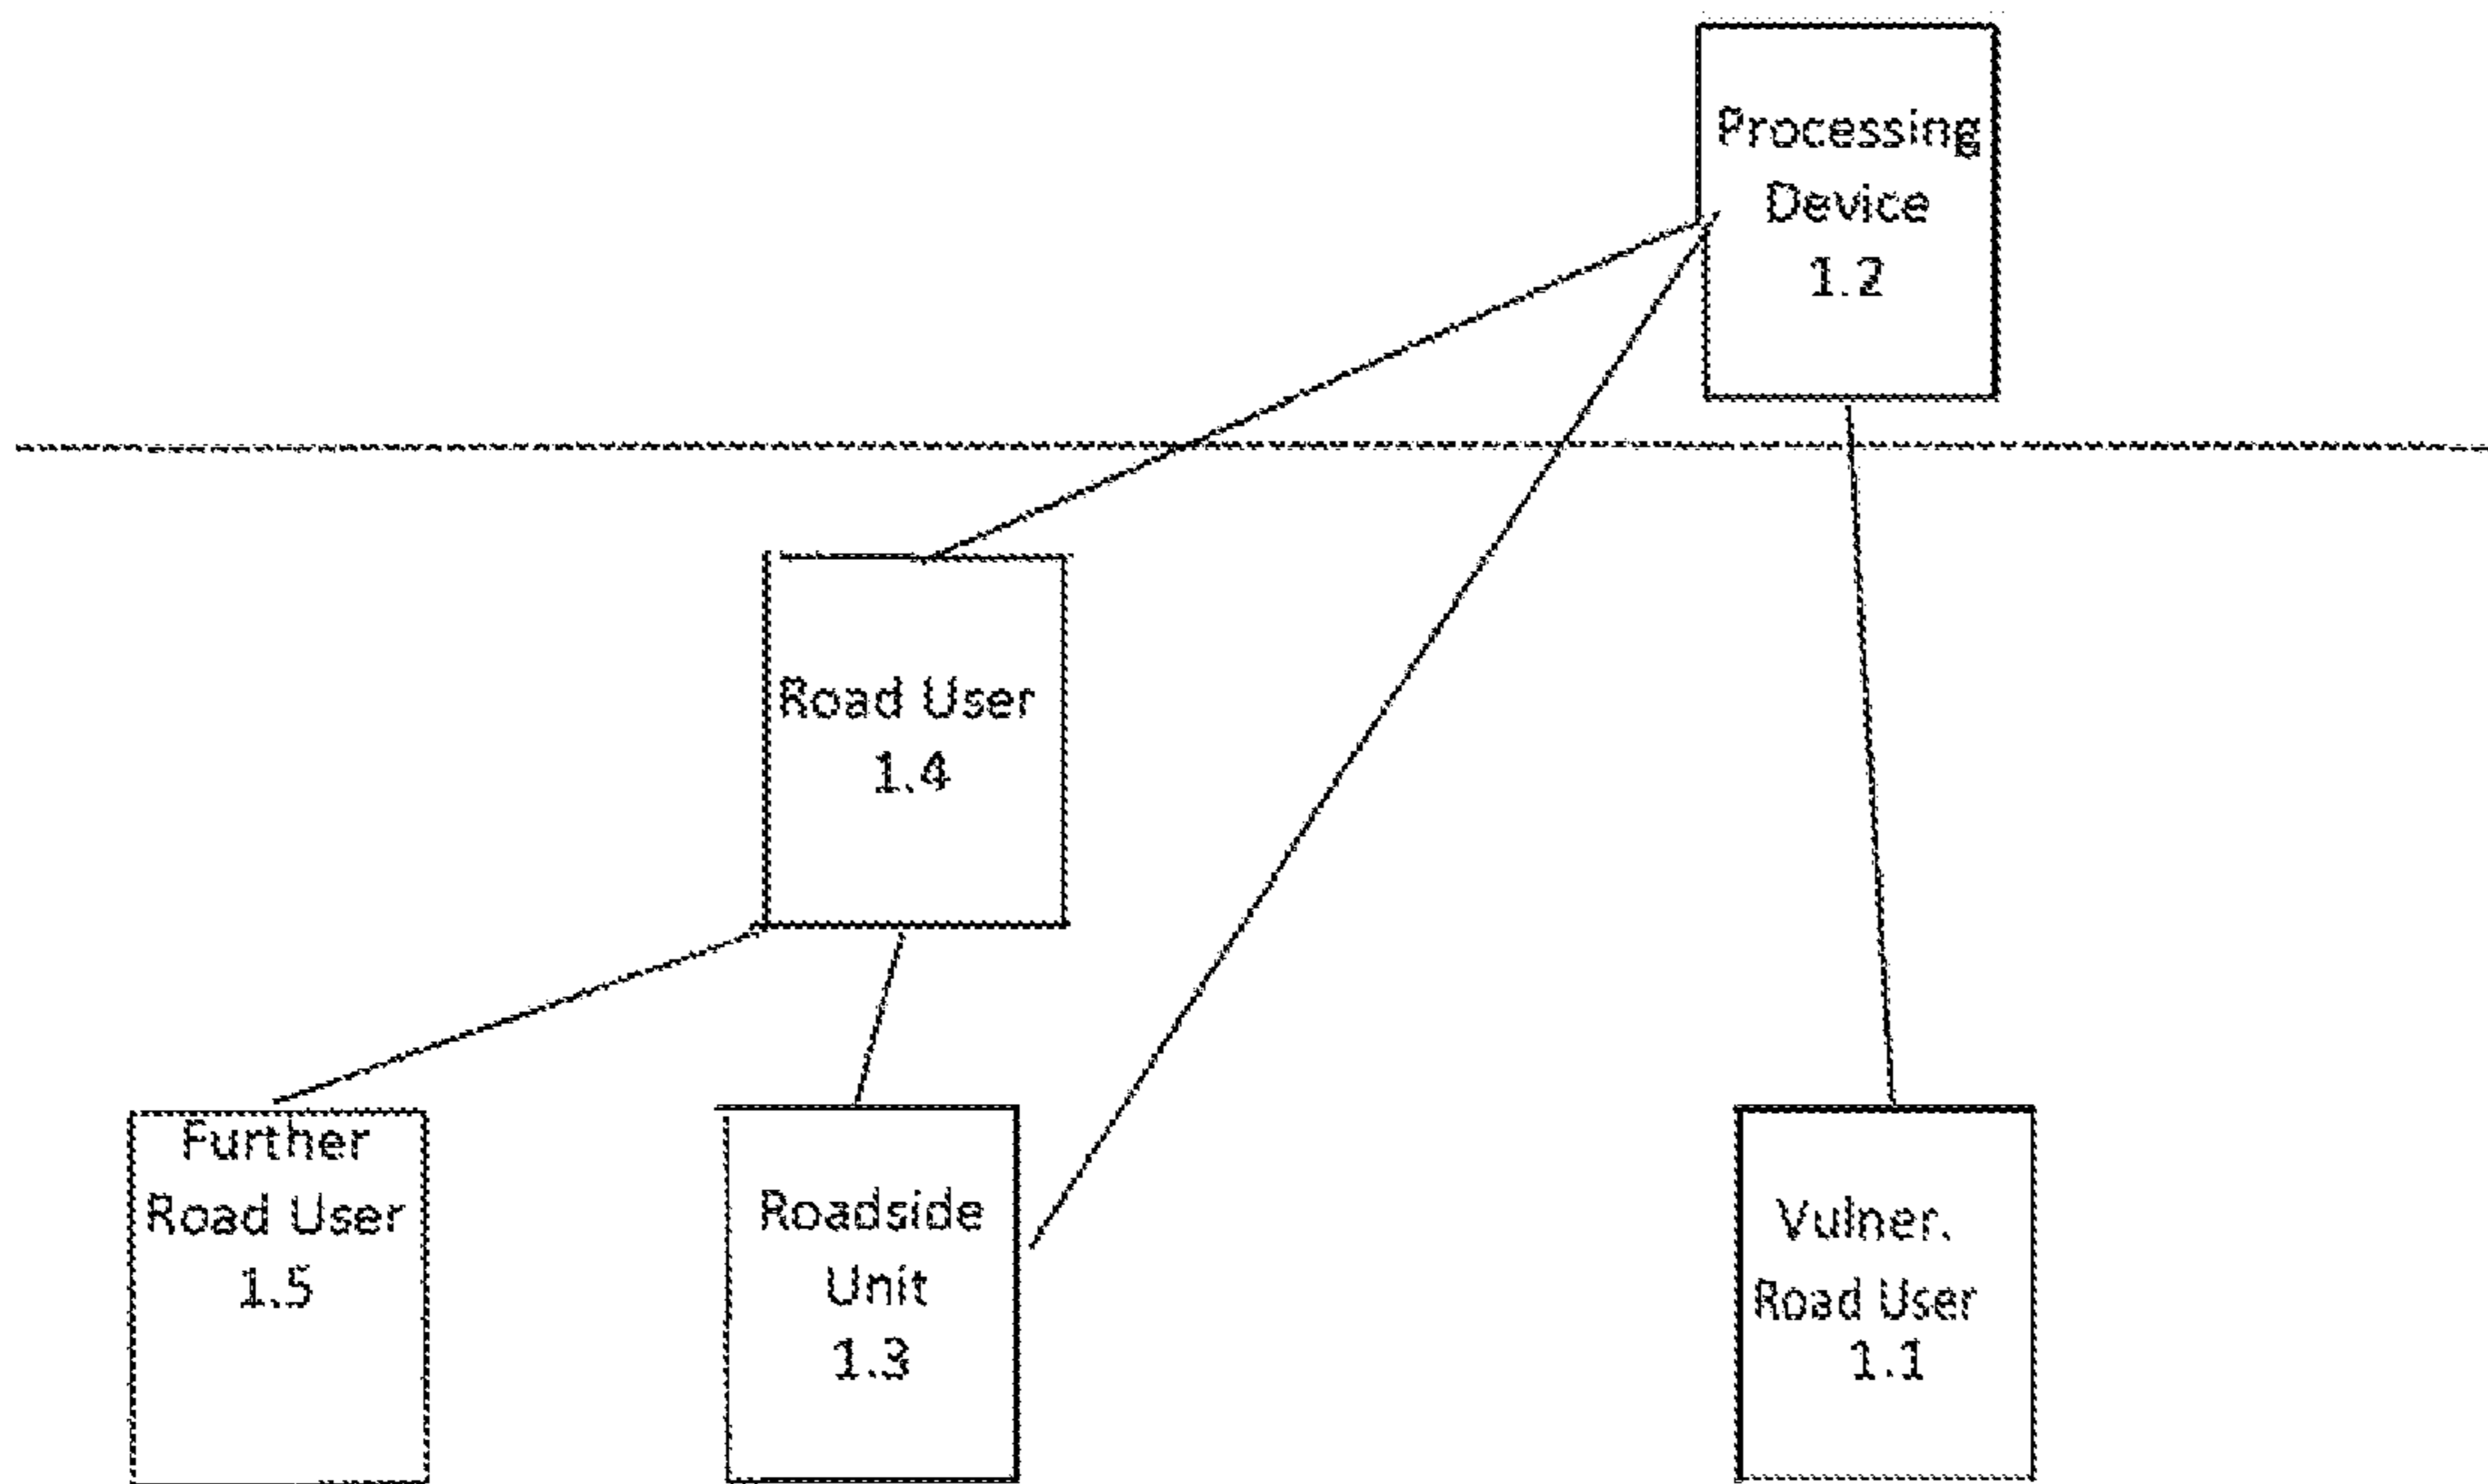 Processing
Device
1.2
Road User
1.4
Further
Road User
1.5
Roadside
Unit
1.3
Vulner.
Road User
1.1